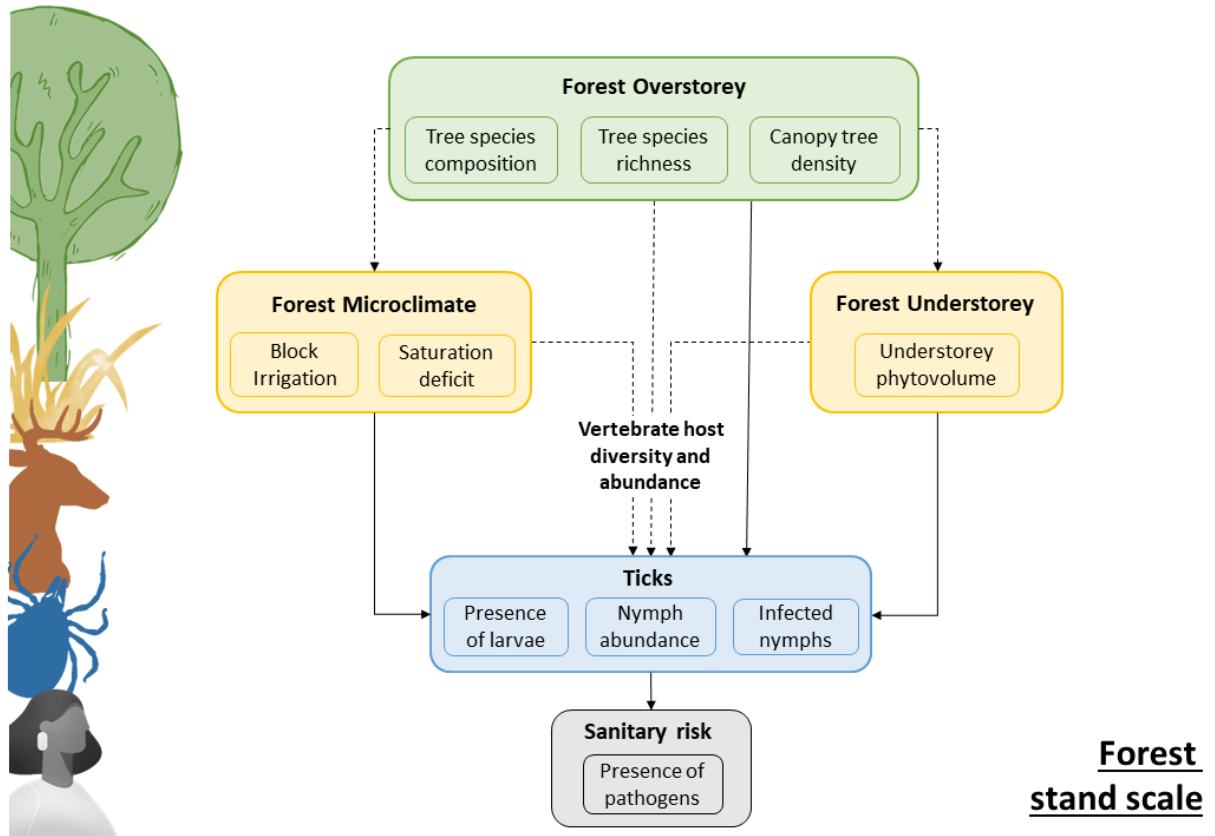 Forest Overstorey
Tree species
composition
Tree species
richness
Canopy tree
density
Forest Microclimate
Block
Irrigation
Saturation
deficit
Forest Understorey
Understorey
phytovolume
Vertebrate host
diversity and
abundance
Ticks
Presence
of larvae
Nymph
abundance
Infected
nymphs
Sanitary risk
Presence of
pathogens
Forest
stand scale